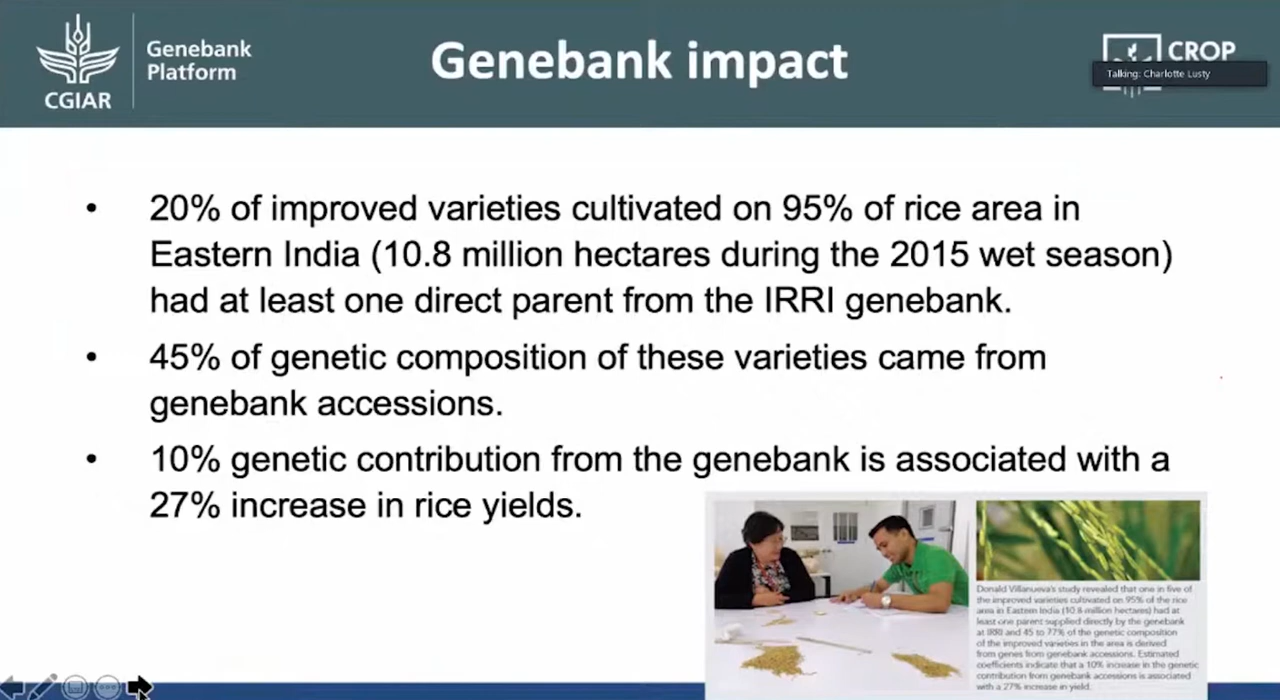 Genebank
Platform
CGIAR
Genebank impact
CROP
Talking: Charlotte Lusty
• 20% of improved varieties cultivated on 95% of rice area in
Eastern India (10.8 million hectares during the 2015 wet season)
had at least one direct parent from the IRRI genebank.
• 45% of genetic composition of these varieties came from
genebank accessions.
• 10% genetic contribution from the genebank is associated with a
27% increase in rice yields.
Donald Villanueva's study revealed that one in five of
the improved varieties cultivated on 95% of the rice
area in Eastern India (10.8 million hectares) had at
least one parent supplied directly by the genebank
at IRRI and 45 to 77% of the genetic composition
of the improved varieties in the area is derived
from genes from genebank accessions. Estimated
coefficients indicate that a 10% increase in the genetic
contribution from genebank accessions is associated
with a 27% increase in yield.